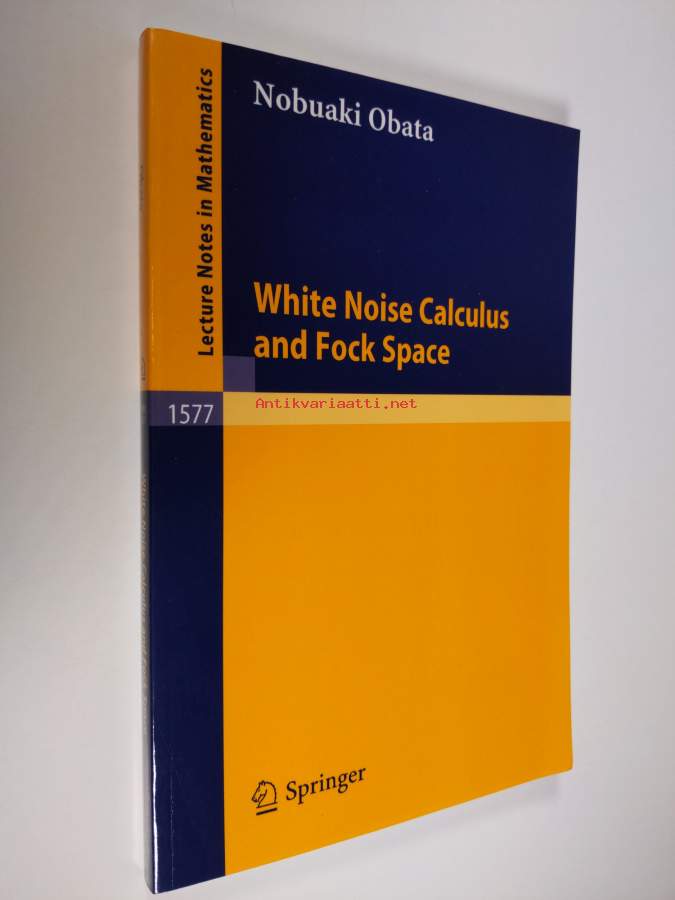 Nobuaki Obata
Lecture Notes in Mathematics
White Noise Calculus
and Fock Space
1577
Antikvariaatti.net
Springer